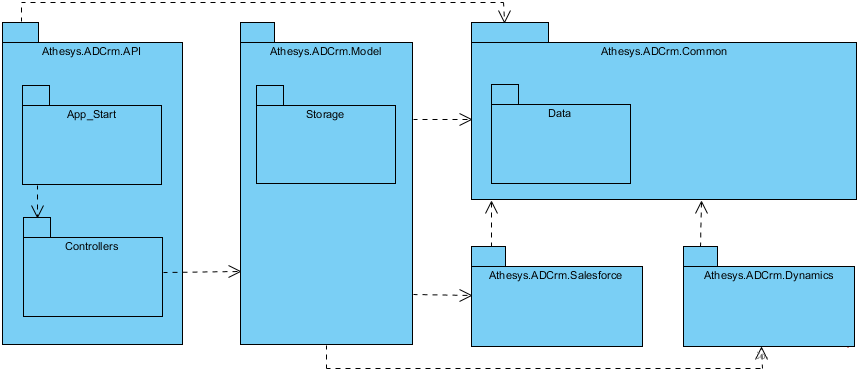 Athesys.ADCrm.API
App_Start
Controllers
Athesys.ADCrm.Model
Storage
Athesys.ADCrm.Common
Data
Athesys.ADCrm.Salesforce
Athesys.ADCrm.Dynamics